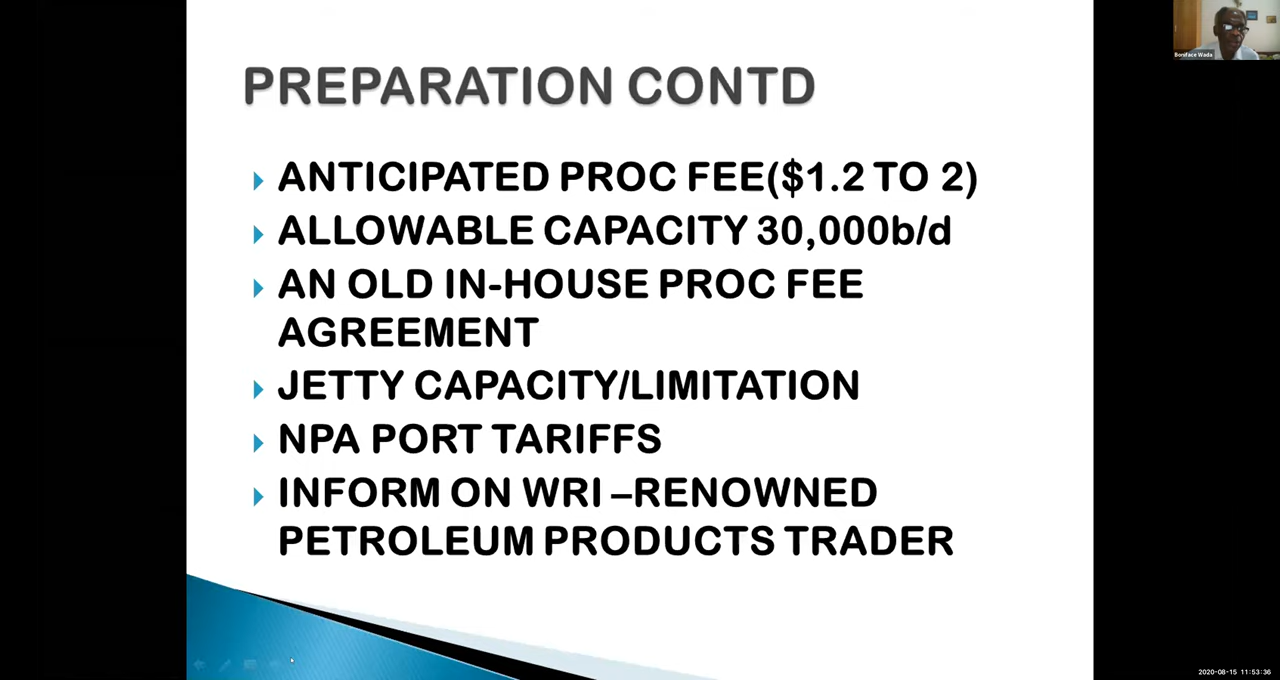 PREPARATION CONTD
ANTICIPATED PROC FEE($1.2 TO 2)
ALLOWABLE CAPACITY 30,000b/d
AN OLD IN-HOUSE PROC FEE
AGREEMENT
JETTY CAPACITY/LIMITATION
NPA PORT TARIFFS
INFORM ON WRI –RENOWNED
PETROLEUM PRODUCTS TRADER
Boniface Wada
2020-08-15 11:53:36